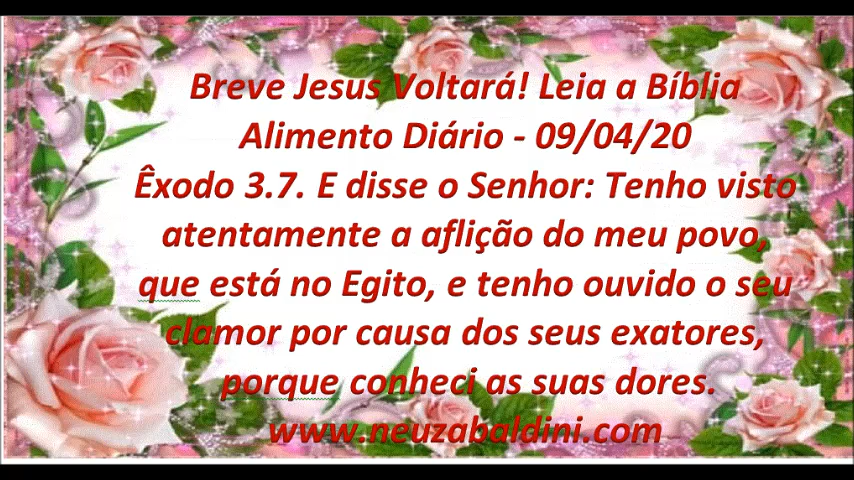 Breve Jesus Voltará! Leia a Bíblia
Alimento Diário - 09/04/20
Êxodo 3.7. E disse o Senhor: Tenho visto
atentamente a aflição do meu povo,
que está no Egito, e tenho ouvido o seu
clamor por causa dos seus exatores,
porque conheci as suas dores.
www.neuzabaldini.com